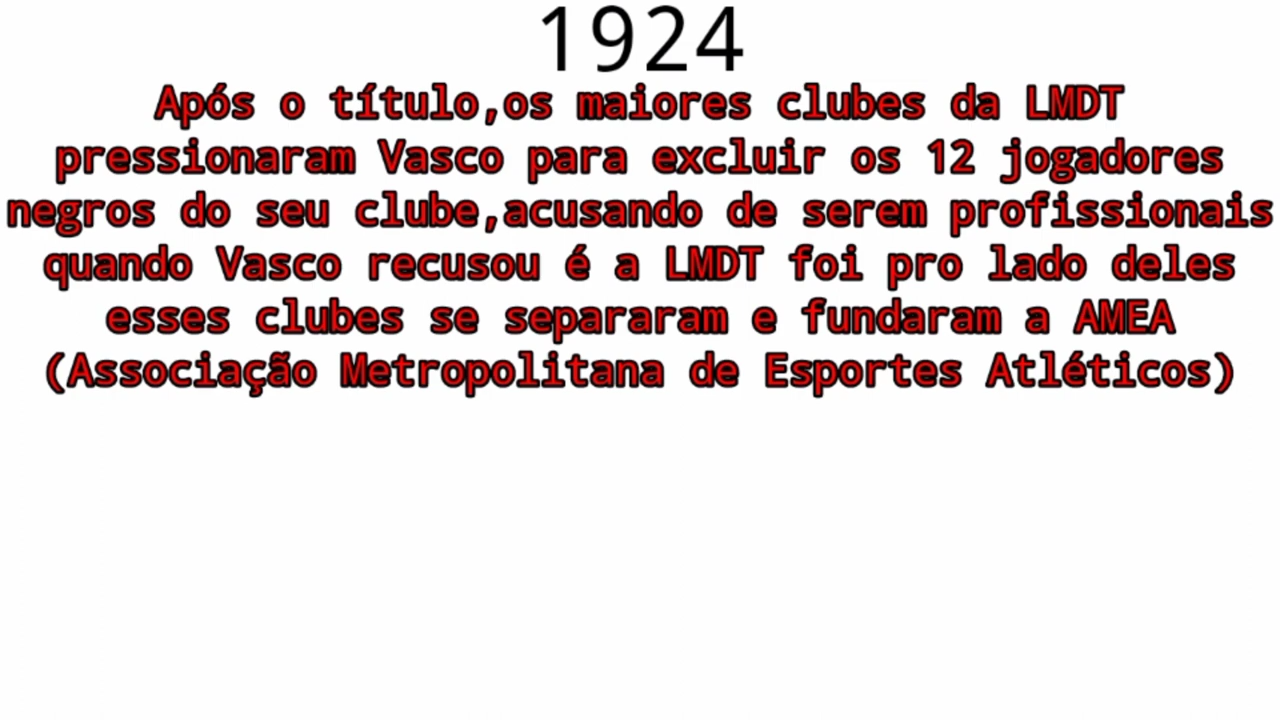 1924
Após o título,os maiores clubes da LMDT
pressionaram Vasco para excluir os 12 jogadores
negros do seu clube,acusando de serem profissionais
quando Vasco recusou é a LMDT foi pro lado deles
esses clubes se separaram e fundaram a AMEA
(Associação Metropolitana de Esportes Atléticos)